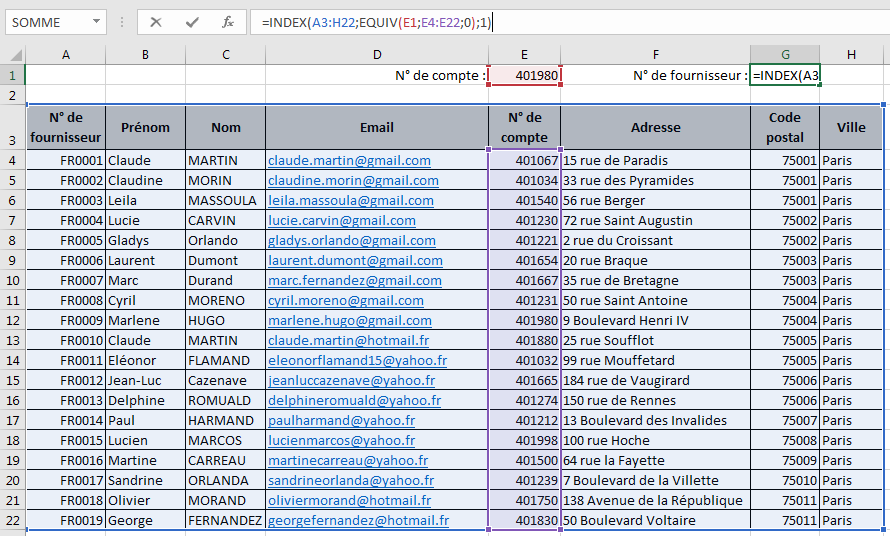 SOMME fx =INDEX(A3:H22;EQUIV(E1;E4:E22;0);1)
A B C D E F G H
1 N° de compte : 401980 N° de fournisseur : =INDEX(A3
2
3 N° de fournisseur Prénom Nom Email N° de compte Adresse Code postal Ville
4 FR0001 Claude MARTIN claude.martin@gmail.com 401067 15 rue de Paradis 75001 Paris
5 FR0002 Claudine MORIN claudine.morin@gmail.com 401034 33 rue des Pyramides 75001 Paris
6 FR0003 Leila MASSOULA leila.massoula@gmail.com 401540 56 rue Berger 75001 Paris
7 FR0004 Lucie CARVIN lucie.carvin@gmail.com 401230 72 rue Saint Augustin 75002 Paris
8 FR0005 Gladys Orlando gladys.orlando@gmail.com 401221 2 rue du Croissant 75002 Paris
9 FR0006 Laurent Dumont laurent.dumont@gmail.com 401654 20 rue Braque 75003 Paris
10 FR0007 Marc Durand marc.fernandez@gmail.com 401667 35 rue de Bretagne 75003 Paris
11 FR0008 Cyril MORENO cyril.moreno@gmail.com 401231 50 rue Saint Antoine 75004 Paris
12 FR0009 Marlene HUGO marlene.hugo@gmail.com 401980 9 Boulevard Henri IV 75004 Paris
13 FR0010 Claude MARTIN claude.martin@hotmail.fr 401880 25 rue Soufflot 75005 Paris
14 FR0011 Eléonor FLAMAND eleonorflamand15@yahoo.fr 401032 99 rue Mouffetard 75005 Paris
15 FR0012 Jean-Luc Cazenave jeanluccazenave@yahoo.fr 401665 184 rue de Vaugirard 75006 Paris
16 FR0013 Delphine ROMUALD delphineromuald@yahoo.fr 401274 150 rue de Rennes 75006 Paris
17 FR0014 Paul HARMAND paulharmand@yahoo.fr 401212 13 Boulevard des Invalides 75007 Paris
18 FR0015 Lucien MARCOS lucienmarcos@yahoo.fr 401998 100 rue Hoche 75008 Paris
19 FR0016 Martine CARREAU martinecarreau@yahoo.fr 401500 64 rue la Fayette 75009 Paris
20 FR0017 Sandrine ORLANDA sandrineorlanda@yahoo.fr 401239 7 Boulevard de la Villette 75010 Paris
21 FR0018 Olivier MORAND oliviermorand@hotmail.fr 401750 138 Avenue de la République 75011 Paris
22 FR0019 George FERNANDEZ georgefernandez@hotmail.fr 401830 50 Boulevard Voltaire 75011 Paris